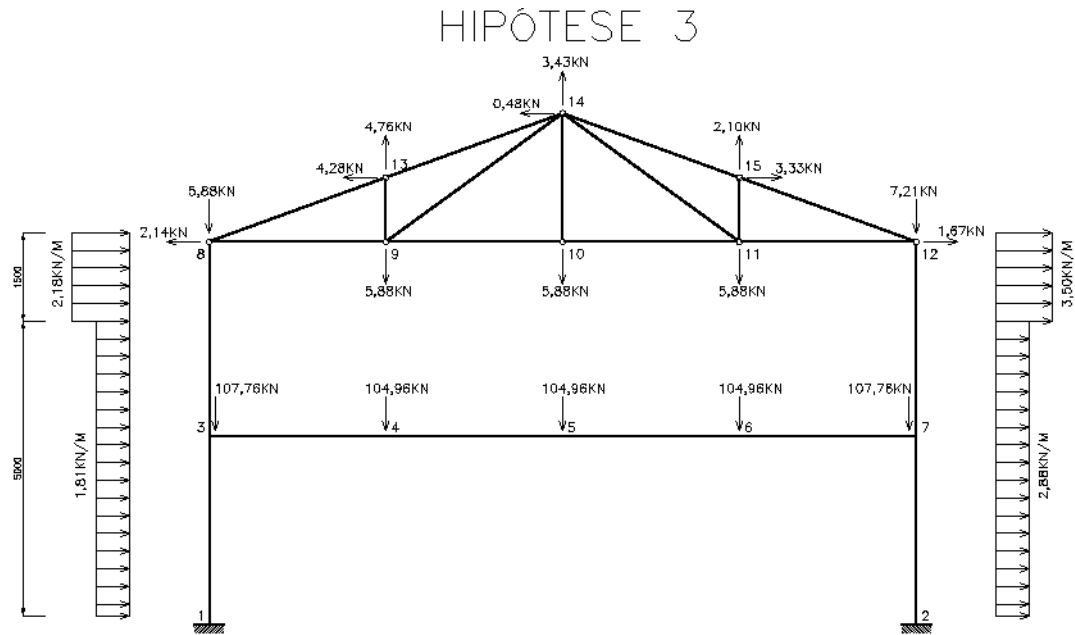 HIPÓTESE 3
3,43KN
0,48KN
14
4,76KN
2,10KN
4,28KN
13
15
3,33KN
5,88KN
7,21KN
2,14KN
1,67KN
8
9
10
11
12
5,88KN
5,88KN
5,88KN
1500
2,18KN/M
3,50KN/M
107,76KN
104,96KN
104,96KN
104,96KN
107,76KN
3
4
5
6
7
1,81KN/M
2,88KN/M
1
2